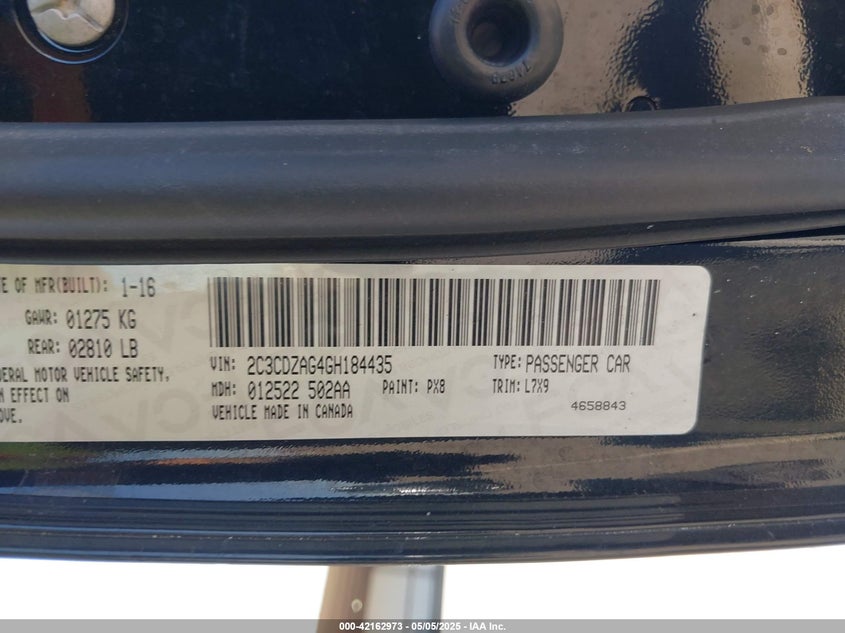 E OF MFR(BUILT): 1-16
GAWR: 01275 KG
REAR: 02810 LB
DERAL MOTOR VEHICLE SAFETY,
N EFFECT ON
OVE.
VIN: 2C3CDZAG4GH184435
TYPE: PASSENGER CAR
MDH: 012522 502AA
PAINT: PX8
TRIM: L7X9
VEHICLE MADE IN CANADA
4658843
000-42162973 - 05/05/2025 - IAA Inc.